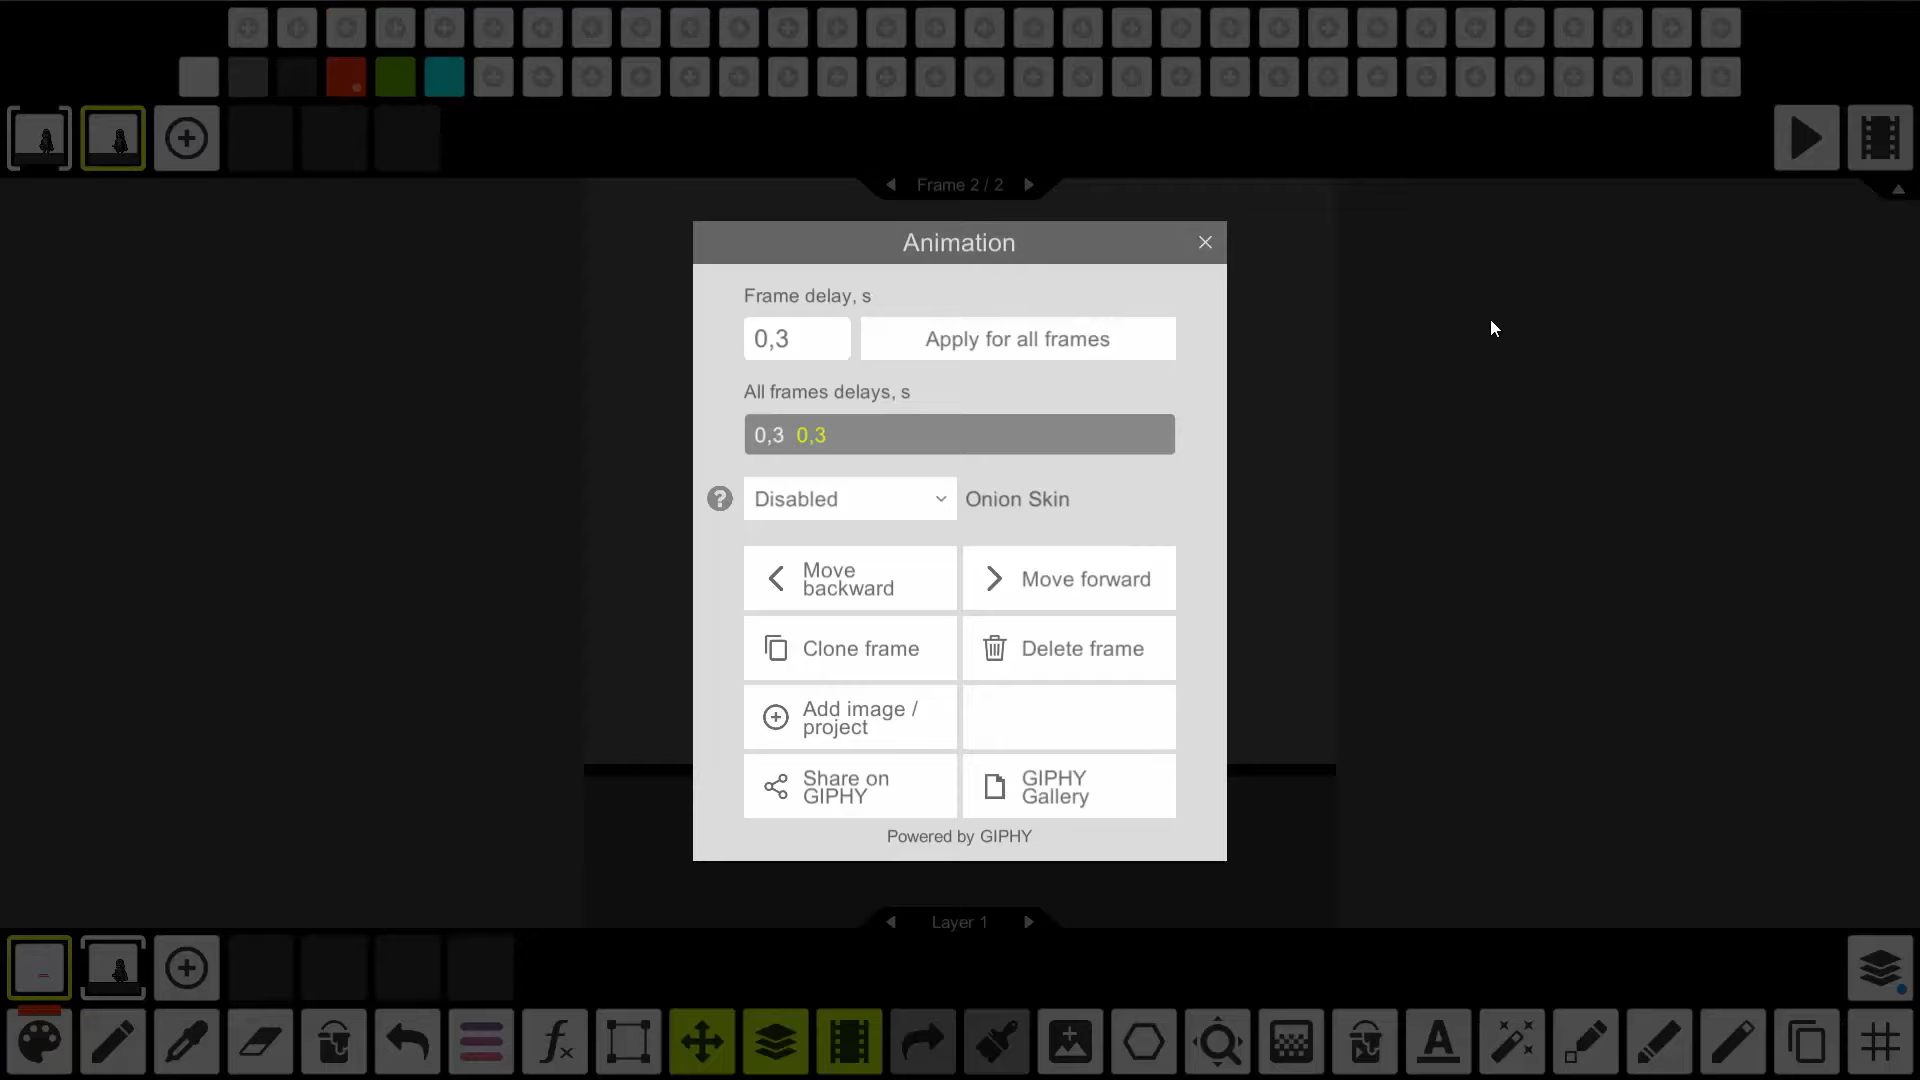 Frame 2 / 2
Animation
Frame delay, s
0,3
Apply for all frames
All frames delays, s
0,3 0,3
? Disabled
Onion Skin
Move
backward
Move forward
Clone frame
Delete frame
Add image /
project
Share on
GIPHY
GIPHY
Gallery
Powered by GIPHY
Layer 1